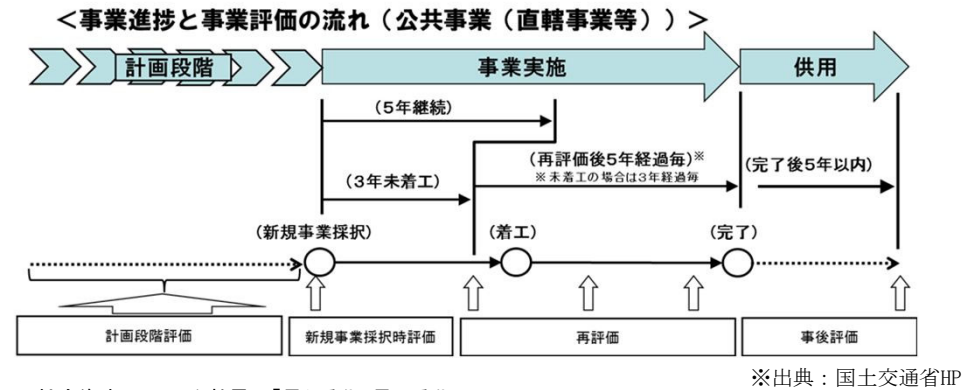 ＜事業進捗と事業評価の流れ（公共事業（直轄事業等））＞
計画段階
事業実施
供用
（５年継続）
（再評価後５年経過毎）※
※未着工の場合は３年経過毎
（完了後５年以内）
（３年未着工）
（新規事業採択）
（着工）
（完了）
計画段階評価
新規事業採択時評価
再評価
事後評価
※出典：国土交通省HP